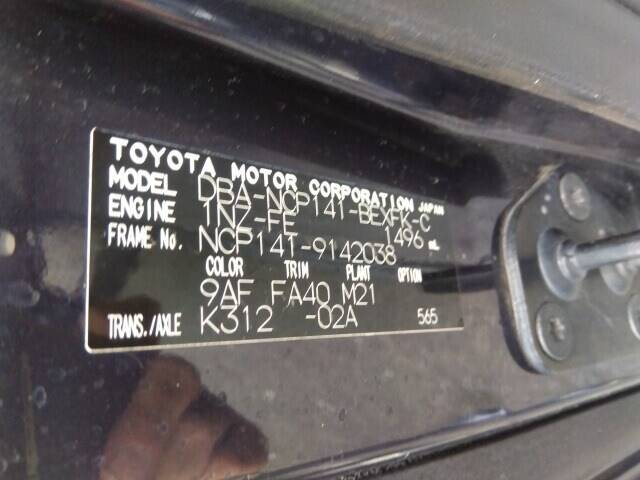 TOYOTA MOTOR CORPORATION JAPAN
MODEL DBA-NCP141-BEXFK-C
ENGINE 1NZ-FE 1496 mL
FRAME No. NCP141-9142038
COLOR TRIM PLANT OPTION
9AF FA40 M21
TRANS./AXLE K312 -02A 565